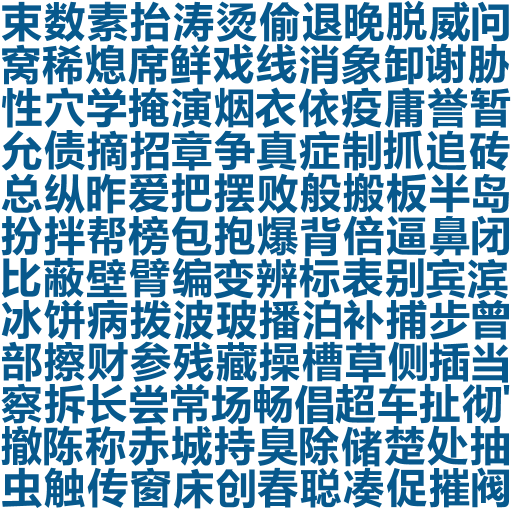 束数素抬涛烫偷退晚脱威问
窝稀熄席鲜戏线消象卸谢胁
性穴学掩演烟衣依疫庸誉暂
允债摘招章争真症制抓追砖
总纵昨爱把摆败般搬板半岛
扮拌帮榜包抱爆背倍逼鼻闭
比蔽壁臂编变辨标表别宾滨
冰饼病拨波玻播泊补捕步曾
部擦财参残藏操槽草侧插当
察拆长尝常场畅倡超车扯彻'
撤陈称赤城持臭除储楚处抽
虫触传窗床创春聪凑促摧阀